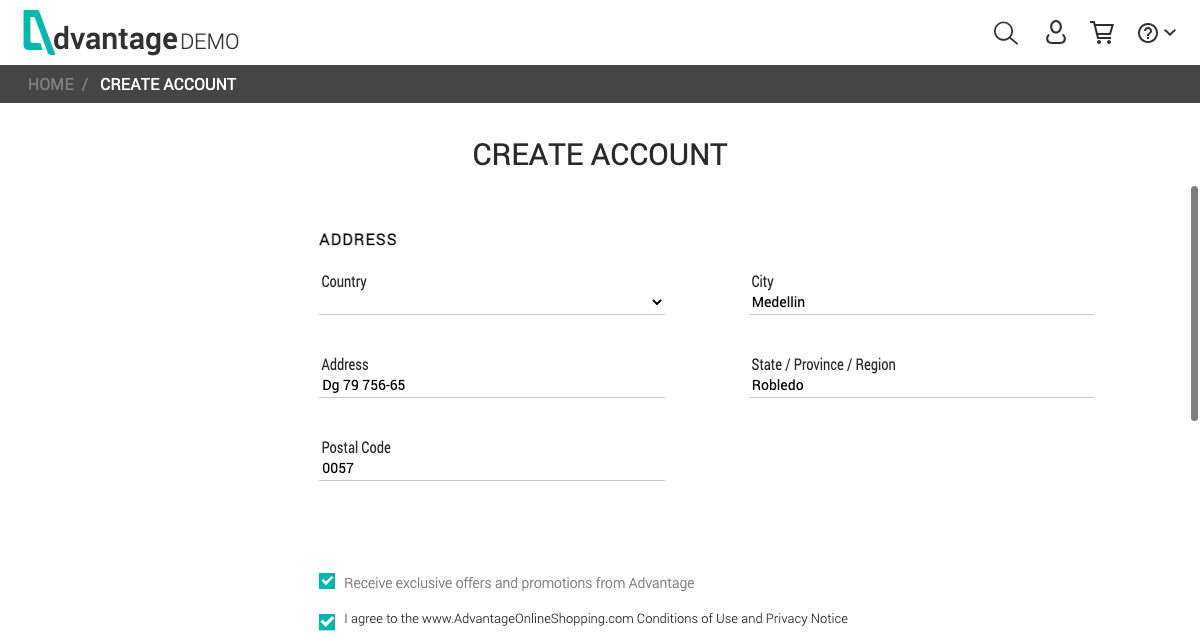 dvantage DEMO
HOME / CREATE ACCOUNT
CREATE ACCOUNT
ADDRESS
Country
City
Medellin
Address
Dg 79 756-65
State / Province / Region
Robledo
Postal Code
0057
Receive exclusive offers and promotions from Advantage
I agree to the www.AdvantageOnlineShopping.com Conditions of Use and Privacy Notice